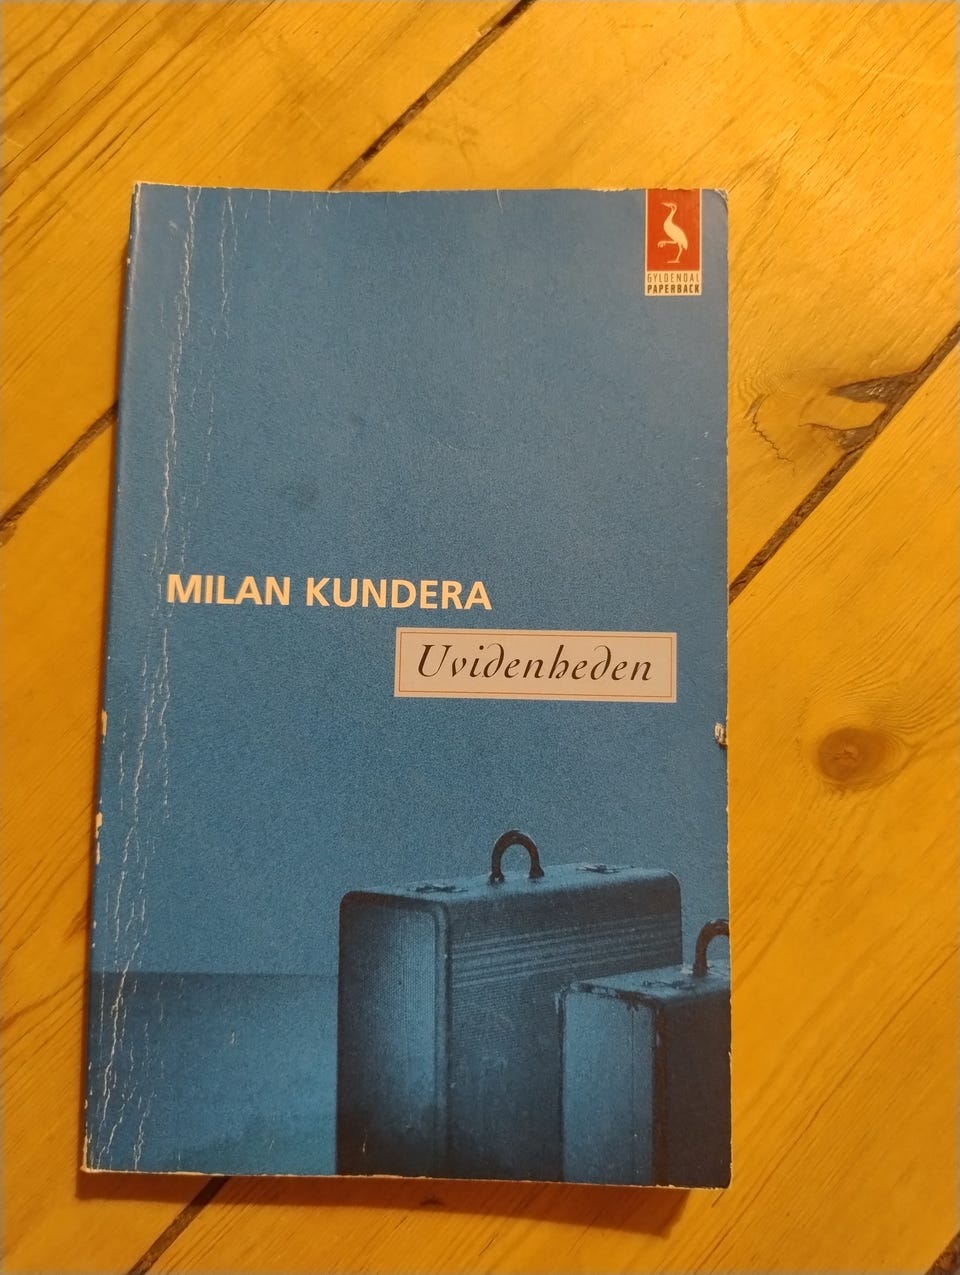 GYLDENDAL
PAPERBACK
MILAN KUNDERA
Uvidenheden